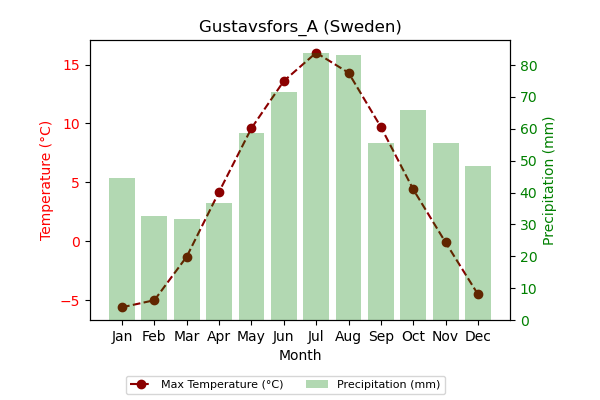 Gustavsfors_A (Sweden)
15
10
5
0
−5
Temperature (°C)
80
70
60
50
40
30
20
10
0
Precipitation (mm)
Jan Feb Mar Apr May Jun Jul Aug Sep Oct Nov Dec
Month
Max Temperature (°C) Precipitation (mm)